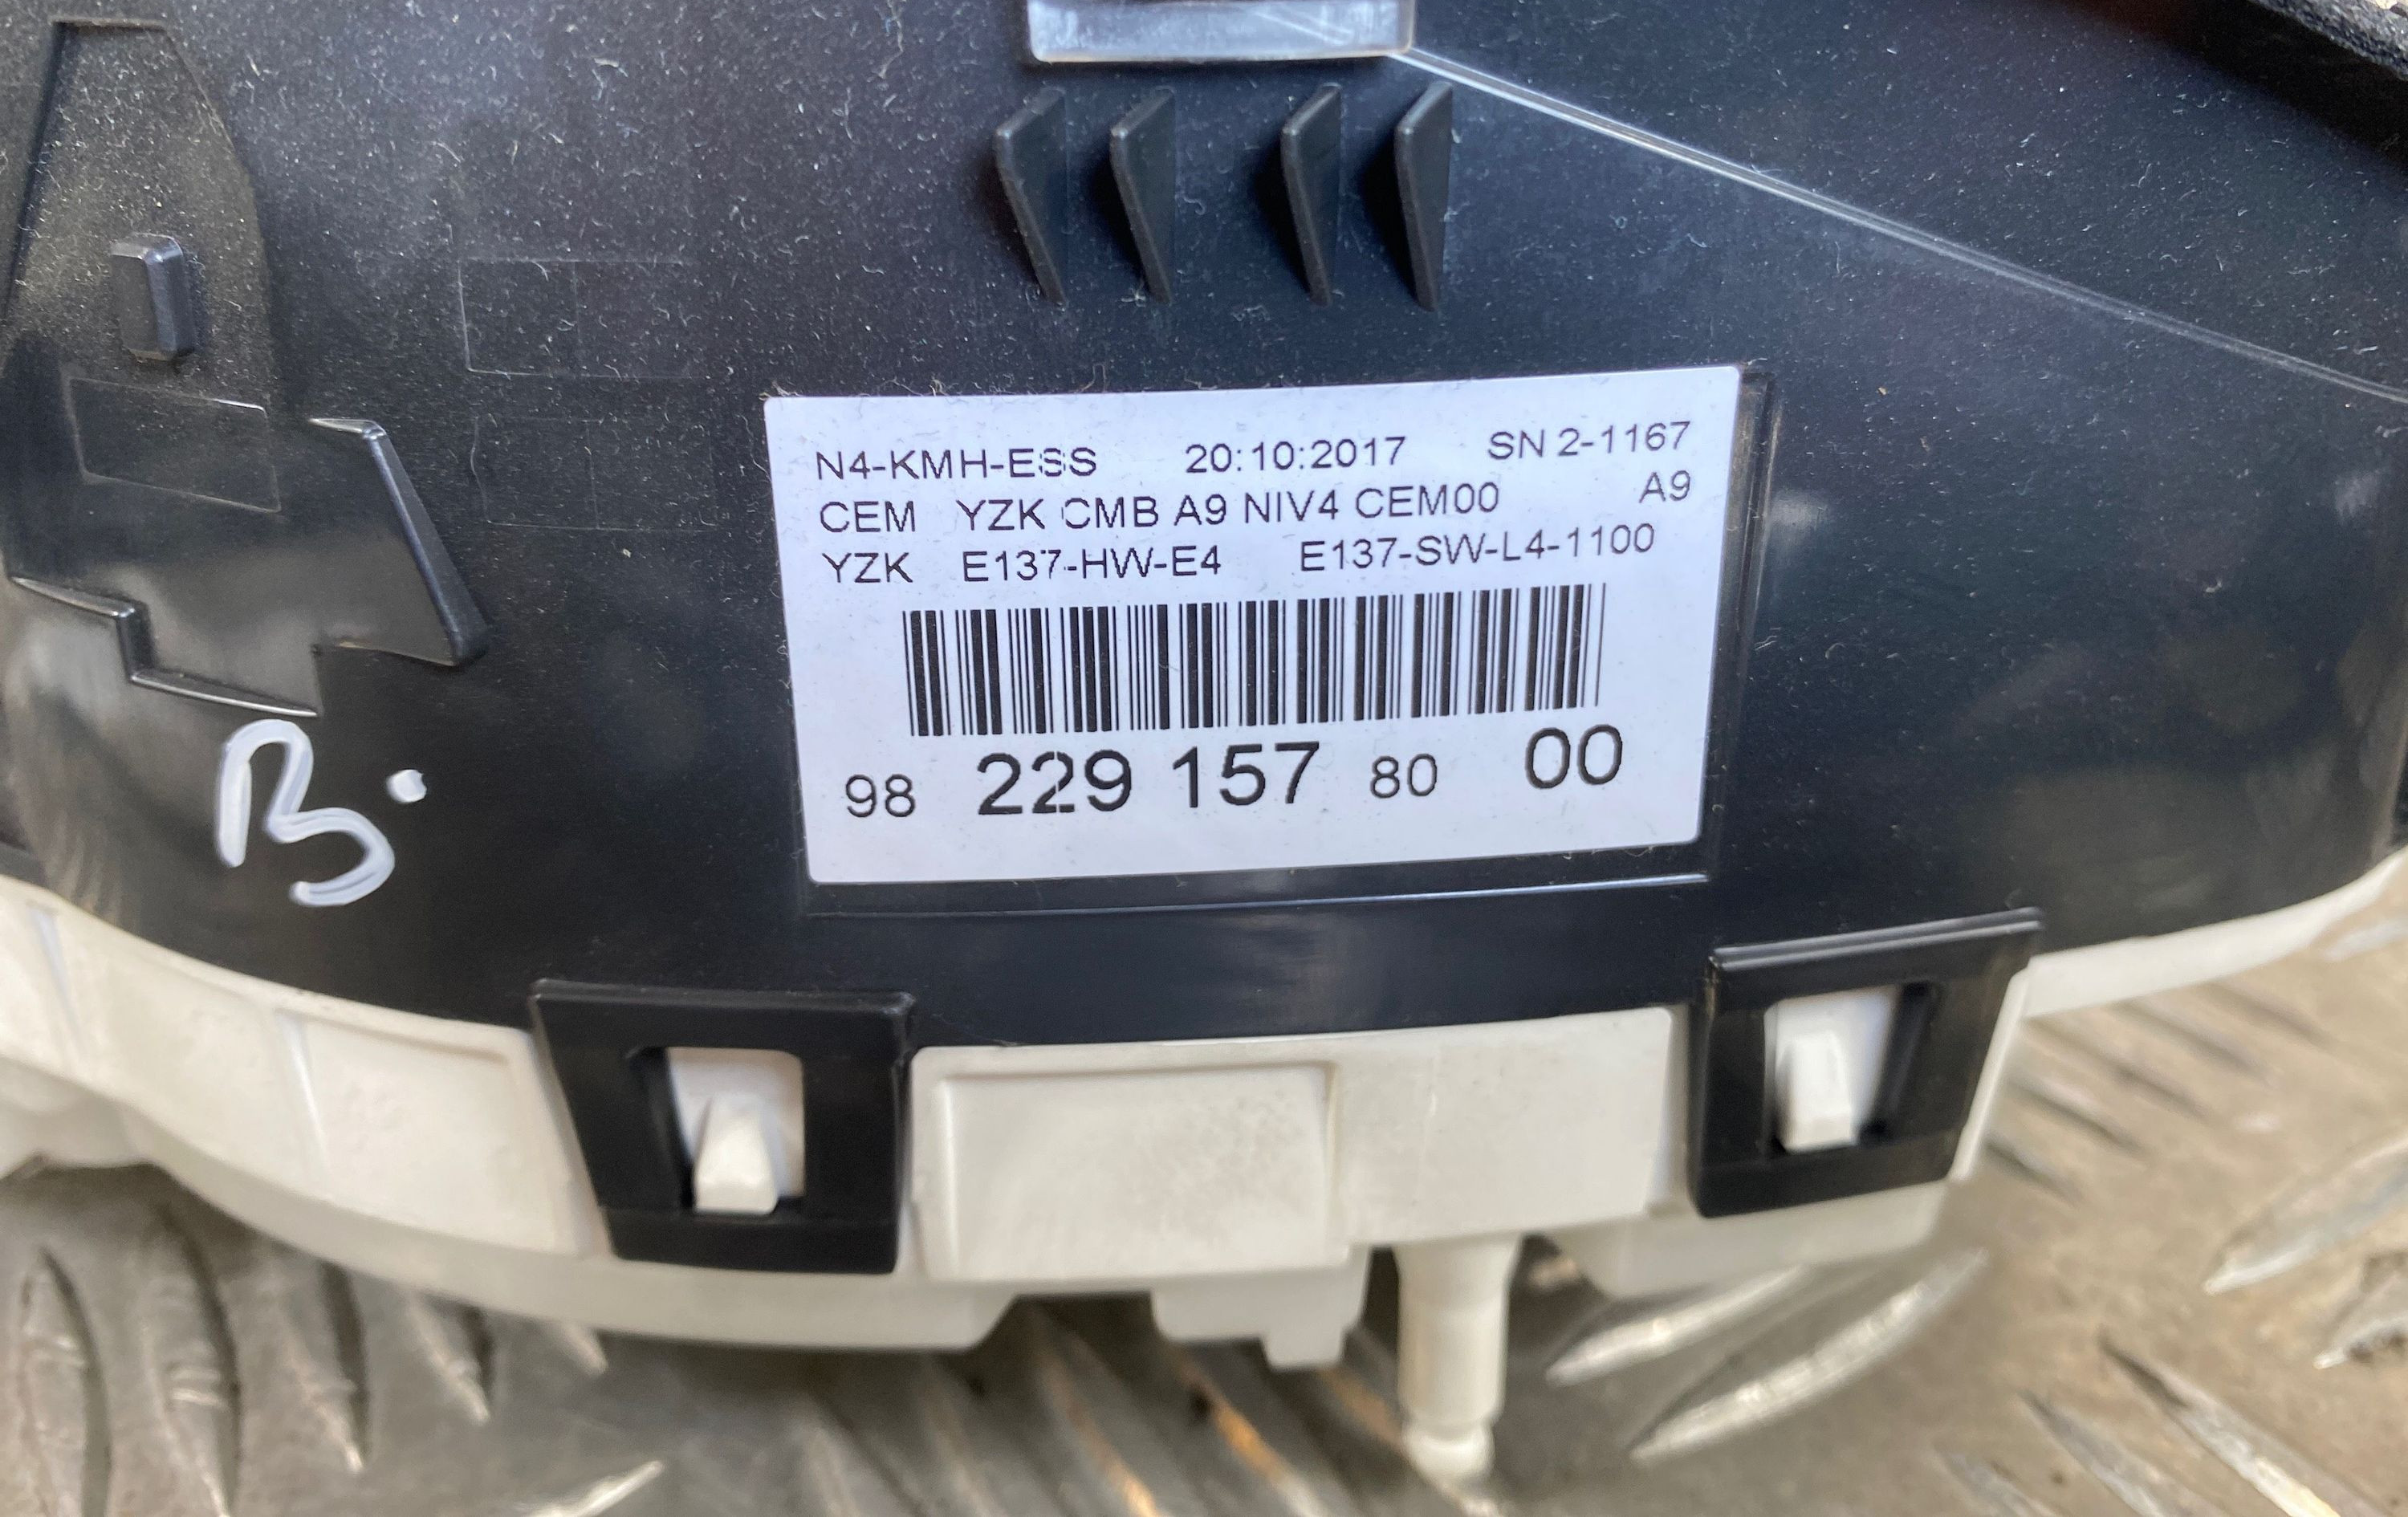 N4-KMH-ESS 20:10:2017 SN 2-1167
CEM YZK CMB A9 NIV4 CEM00 A9
YZK E137-HW-E4 E137-SW-L4-1100
98 229 157 80 00
B.